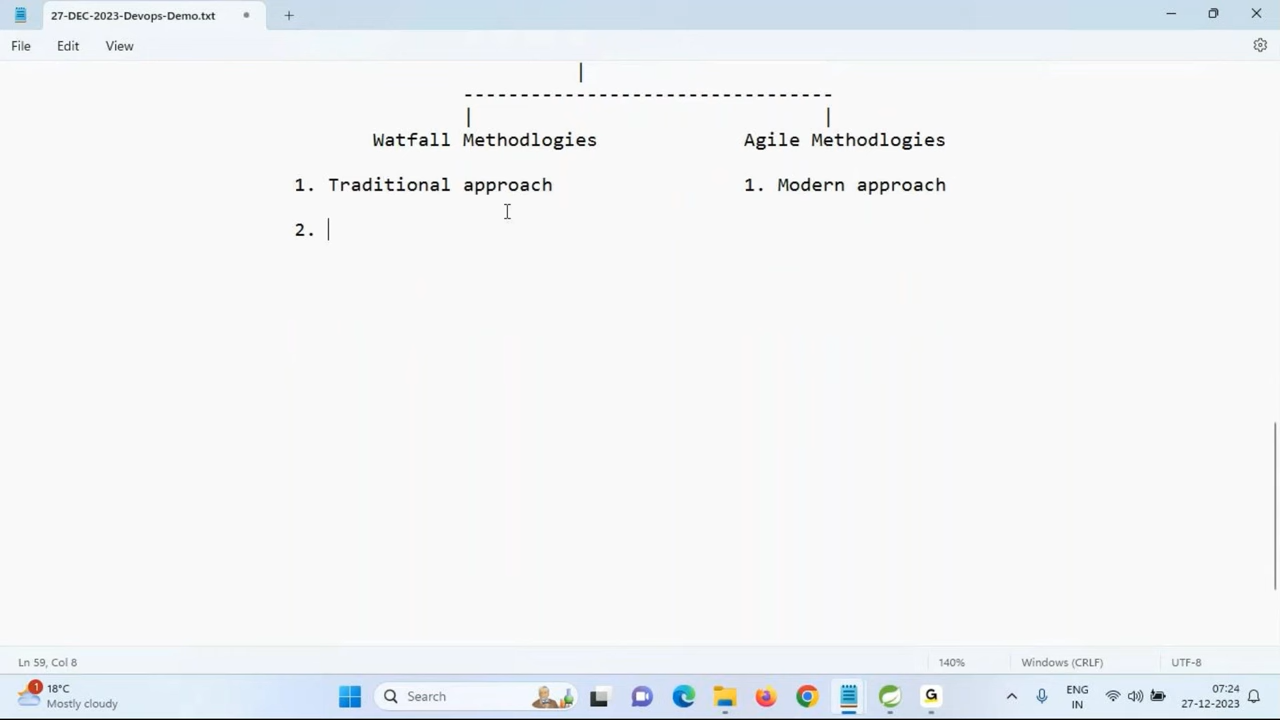 27-DEC-2023-Devops-Demo.txt
File Edit View
|
---------------------------------
| |
Watfall Methodlogies Agile Methodlogies
1. Traditional approach 1. Modern approach
2.
Ln 59, Col 8 140% Windows (CRLF) UTF-8
1 18°C Mostly cloudy
Search
G
ENG IN
07:24
27-12-2023